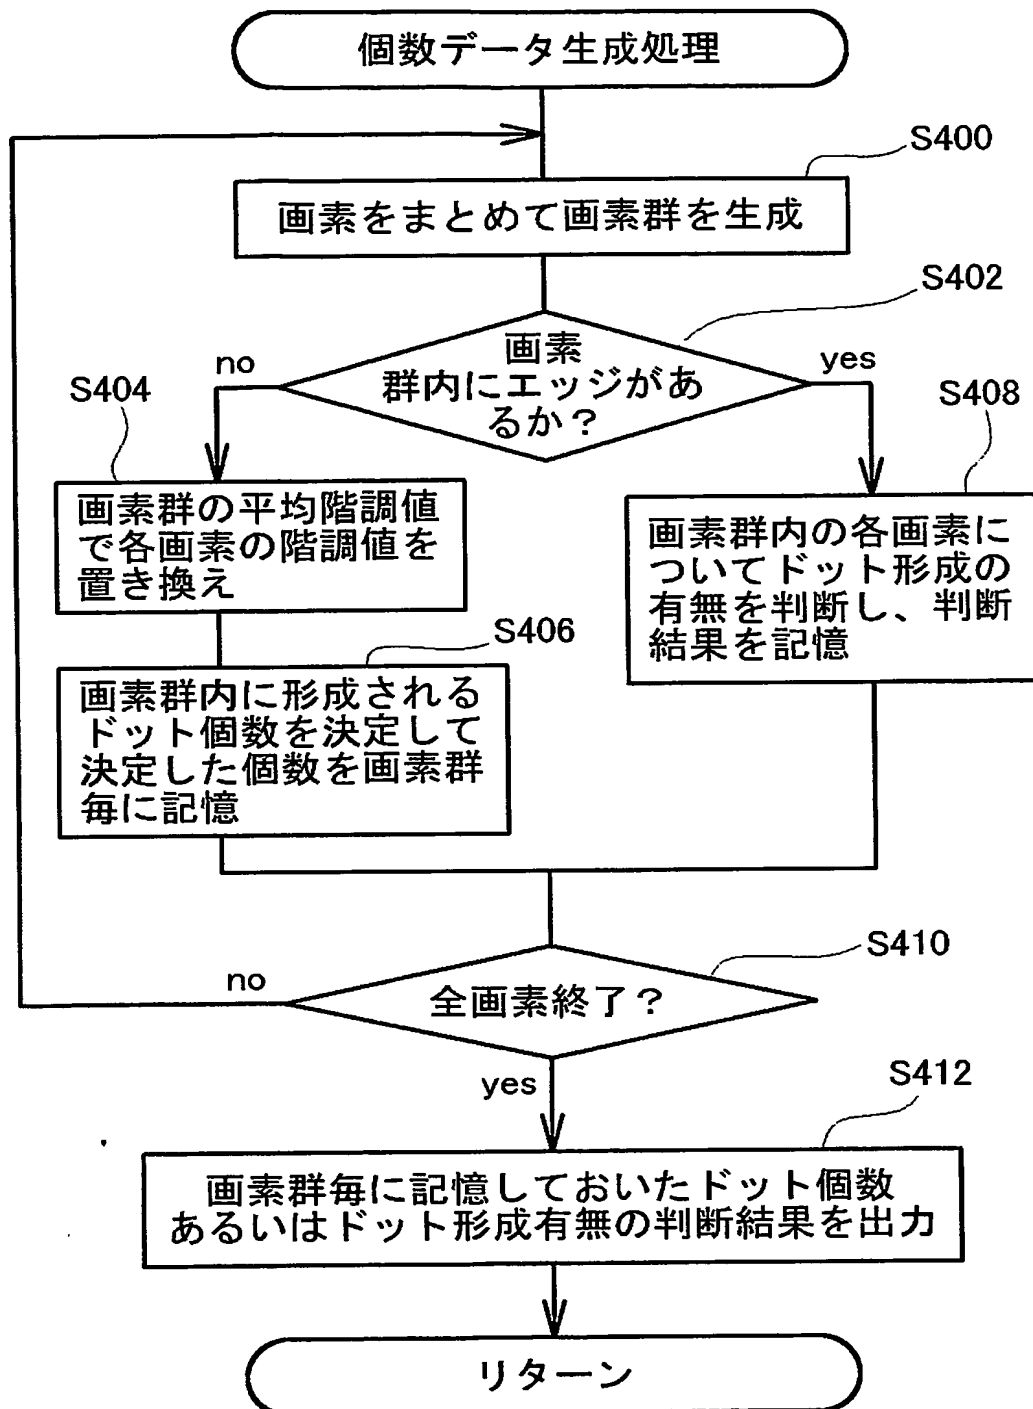 個数データ生成処理
S400
画素をまとめて画素群を生成
S402
画素
群内にエッジがあ
るか？
no
yes
S404
画素群の平均階調値
で各画素の階調値を
置き換え
S408
画素群内の各画素に
ついてドット形成の
有無を判断し、判断
結果を記憶
S406
画素群内に形成される
ドット個数を決定して
決定した個数を画素群
毎に記憶
S410
全画素終了？
no
yes
S412
画素群毎に記憶しておいたドット個数
あるいはドット形成有無の判断結果を出力
リターン